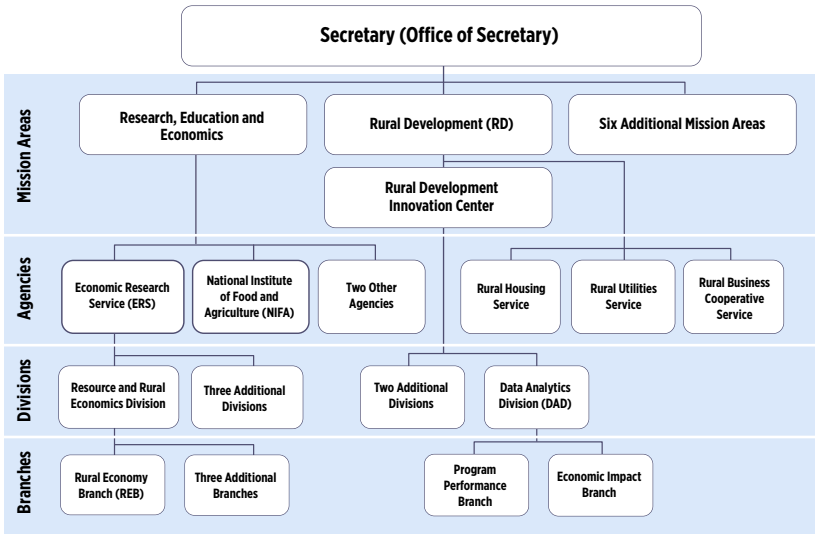 Secretary (Office of Secretary)
Mission Areas
Research, Education and
Economics
Rural Development (RD)
Six Additional Mission Areas
Rural Development
Innovation Center
Agencies
Economic Research
Service (ERS)
National Institute
of Food and
Agriculture (NIFA)
Two Other
Agencies
Rural Housing
Service
Rural Utilities
Service
Rural Business
Cooperative
Service
Divisions
Resource and Rural
Economics Division
Three Additional
Divisions
Two Additional
Divisions
Data Analytics
Division (DAD)
Branches
Rural Economy
Branch (REB)
Three Additional
Branches
Program
Performance
Branch
Economic Impact
Branch